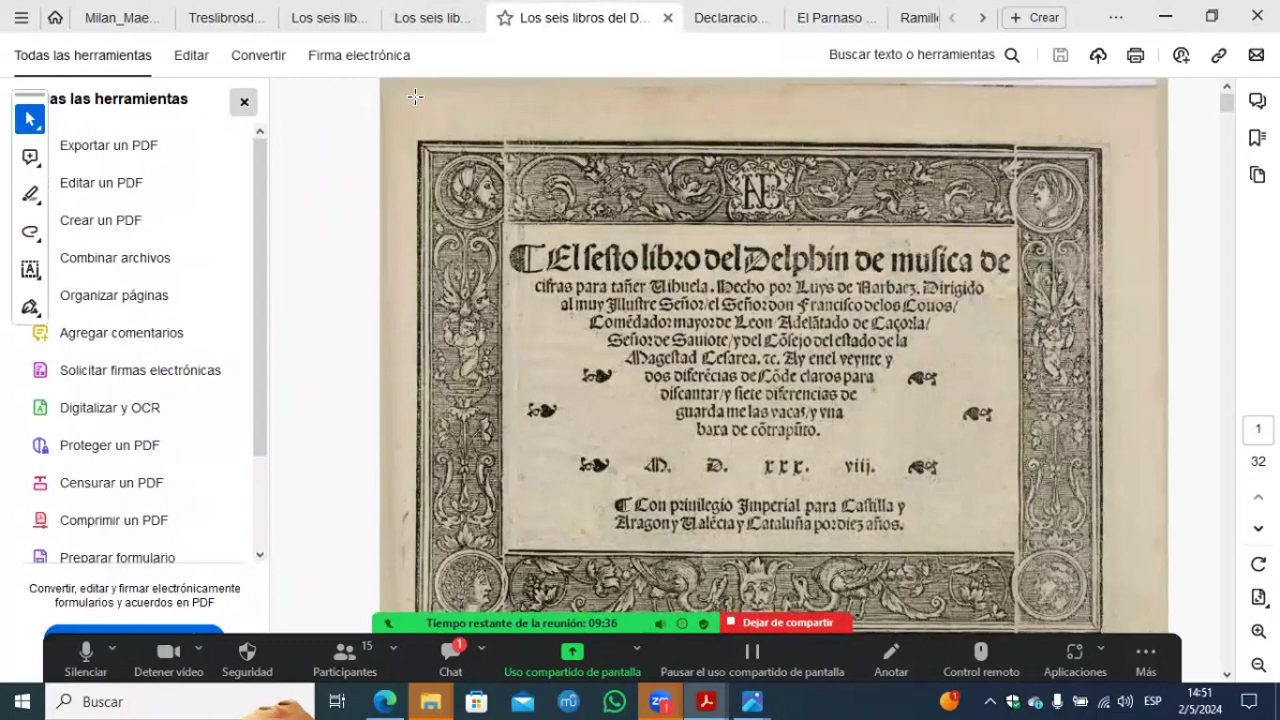 Milan_Mae...
Treslibrosd...
Los seis lib...
Los seis lib...
Los seis libros del D...
Declaracio...
El Parnaso ...
Ramill
Crear
Todas las herramientas
Editar
Convertir
Firma electrónica
Buscar texto o herramientas
as las herramientas
Exportar un PDF
Editar un PDF
Crear un PDF
Combinar archivos
Organizar páginas
Agregar comentarios
Solicitar firmas electrónicas
Digitalizar y OCR
Proteger un PDF
Censurar un PDF
Comprimir un PDF
Preparar formulario
Convertir, editar y firmar electrónicamente
formularios y acuerdos en PDF
El sesto libro del Delphin de musica de
cifras para tañer Uihuela. Hecho por Luys de Narbaez. Dirigido
al muy Illustre Señor/el Señor don Francisco de los Couos/
Comẽdador mayor de Leon Adelãtado de Caçorla/
Señor de Sauiote/y del Cõsejo del estado de la
Magestad Cesarea. ⁊c. Ay enel veynte y
dos diferẽcias de Cõde claros para
discantar/y siete diferencias de
guarda me las vacas/y vna
baxa de cõtrapũto.
M. D. xxx. viij.
Con priuilegio Imperial para Castilla y
Aragon y Ualẽcia y Cataluña por diez años.
1
32
Tiempo restante de la reunión: 09:36
Dejar de compartir
Silenciar
Detener vídeo
Seguridad
15
Participantes
1
Chat
Uso compartido de pantalla
Pausar el uso compartido de pantalla
Anotar
Control remoto
Aplicaciones
Más
Buscar
1
1
ESP
14:51
2/5/2024